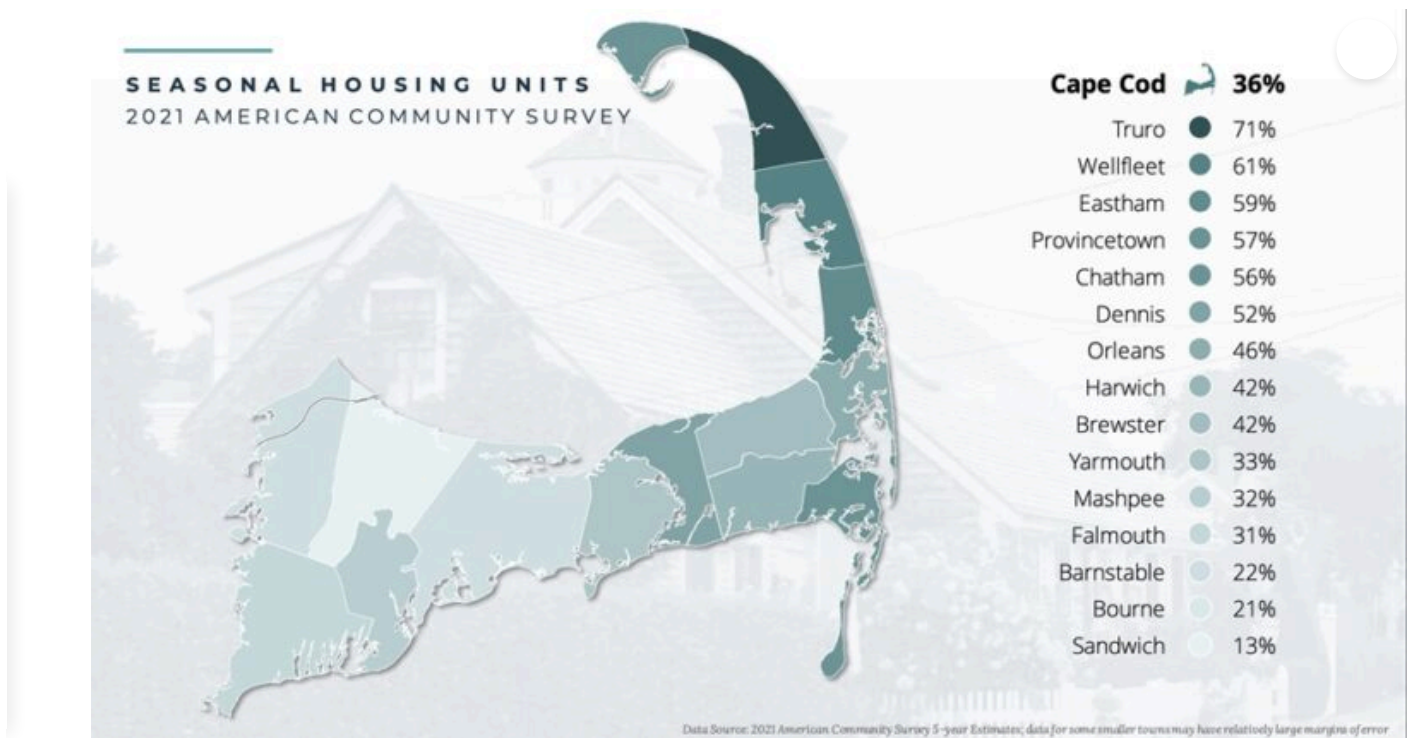 SEASONAL HOUSING UNITS
2021 AMERICAN COMMUNITY SURVEY
Cape Cod 36%
Truro 71%
Wellfleet 61%
Eastham 59%
Provincetown 57%
Chatham 56%
Dennis 52%
Orleans 46%
Harwich 42%
Brewster 42%
Yarmouth 33%
Mashpee 32%
Falmouth 31%
Barnstable 22%
Bourne 21%
Sandwich 13%
Data Source: 2021 American Community Survey 5-year Estimates; data for some smaller towns may have relatively large margins of error